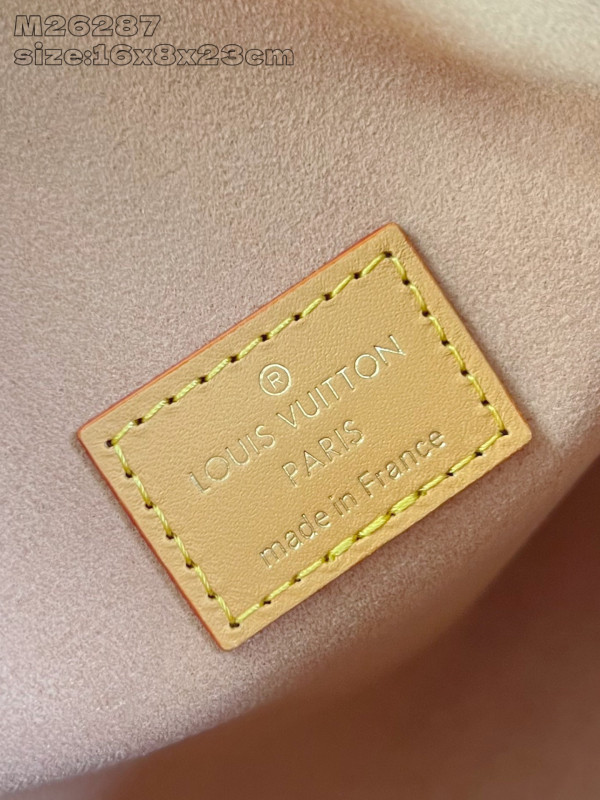 M26287
size:16x8x23cm
®
LOUIS VUITTON
PARIS
made in France